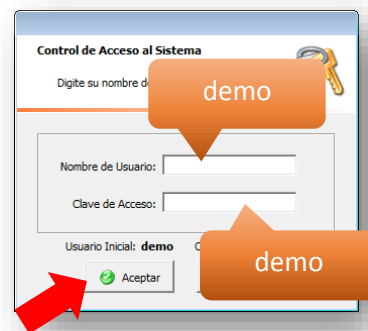 Control de Acceso al Sistema
Digite su nombre
demo
Nombre de Usuario:
Clave de Acceso:
Usuario Inicial: demo
demo
Aceptar